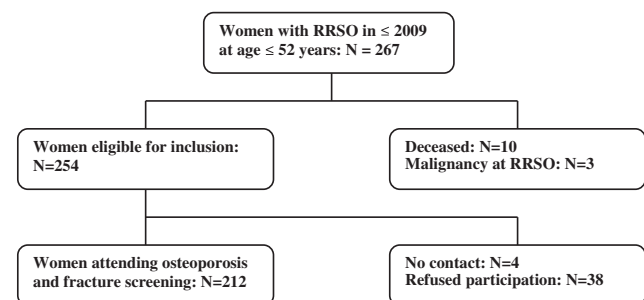 Women with RRSO in ≤ 2009
at age ≤ 52 years: N = 267
Women eligible for inclusion:
N=254
Deceased: N=10
Malignancy at RRSO: N=3
Women attending osteoporosis
and fracture screening: N=212
No contact: N=4
Refused participation: N=38